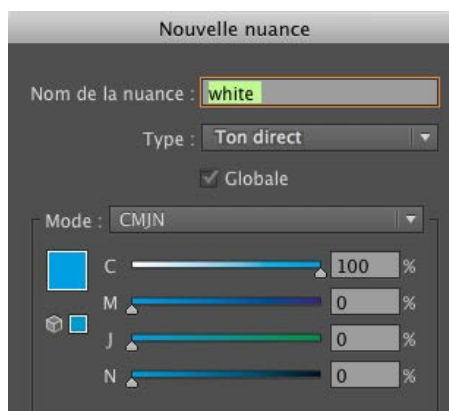 Nouvelle nuance
Nom de la nuance : white
Type : Ton direct
Globale
Mode : CMJN
C 100 %
M 0 %
J 0 %
N 0 %